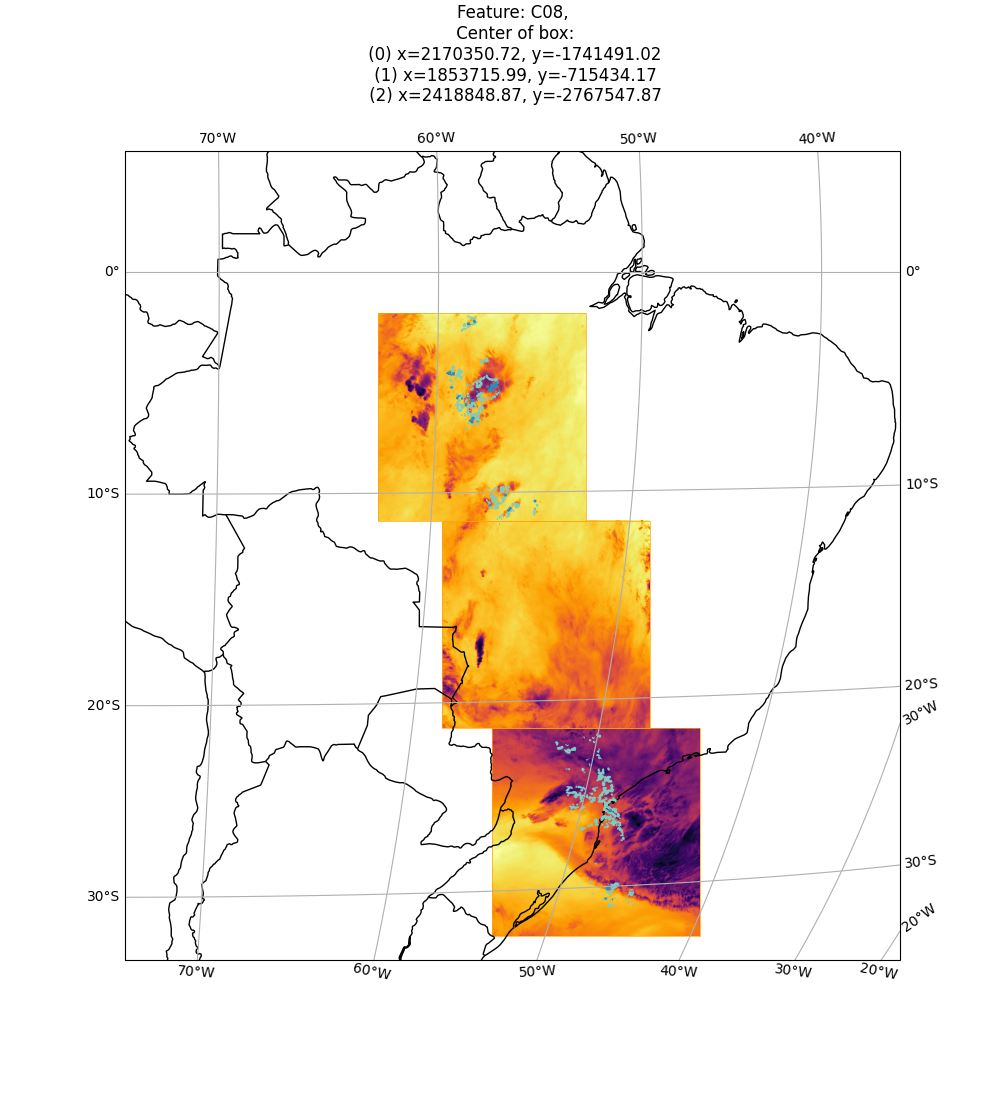 Feature: C08,
Center of box:
(0) x=2170350.72, y=-1741491.02
(1) x=1853715.99, y=-715434.17
(2) x=2418848.87, y=-2767547.87
70°W 60°W 50°W 40°W
0° 0°
10°S 10°S
20°S 20°S
30°W
30°S 30°S
20°W
70°W 60°W 50°W 40°W 30°W 20°W